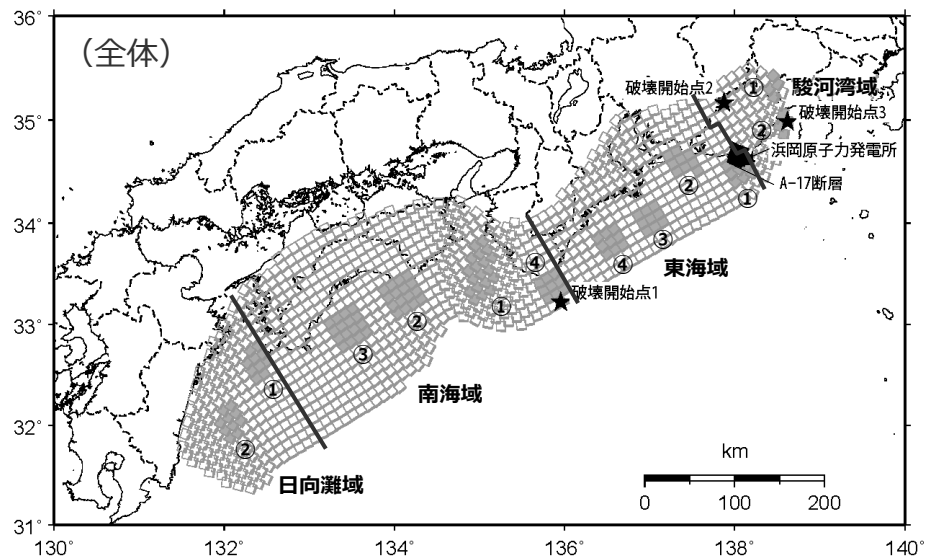 36°
35°
34°
33°
32°
31°
130°
132°
134°
136°
138°
140°
(全体)
破壊開始点2
①
駿河湾域
破壊開始点3
②
浜岡原子力発電所
A-17断層
②
①
③
④
④
東海域
破壊開始点1
①
②
③
南海域
①
②
日向灘域
km
0
100
200